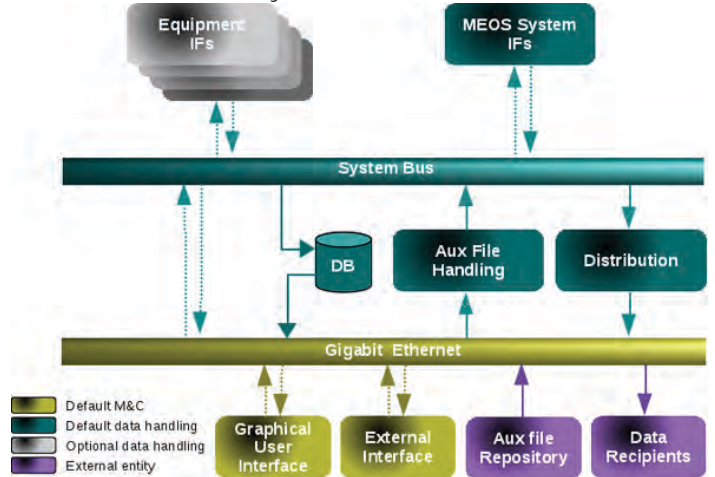 Equipment
IFs
MEOS System
IFs
System Bus
DB
Aux File
Handling
Distribution
Gigabit Ethernet
Default M&C
Default data handling
Optional data handling
External entity
Graphical
User
Interface
External
Interface
Aux file
Repository
Data
Recipients